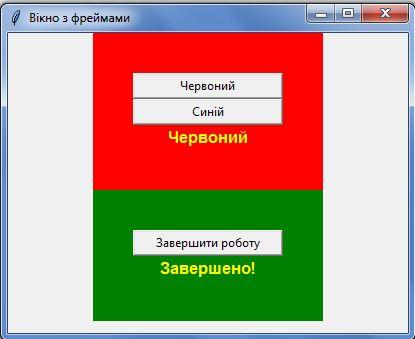 Вікно з фреймами
Червоний
Синій
Червоний
Завершити роботу
Завершено!